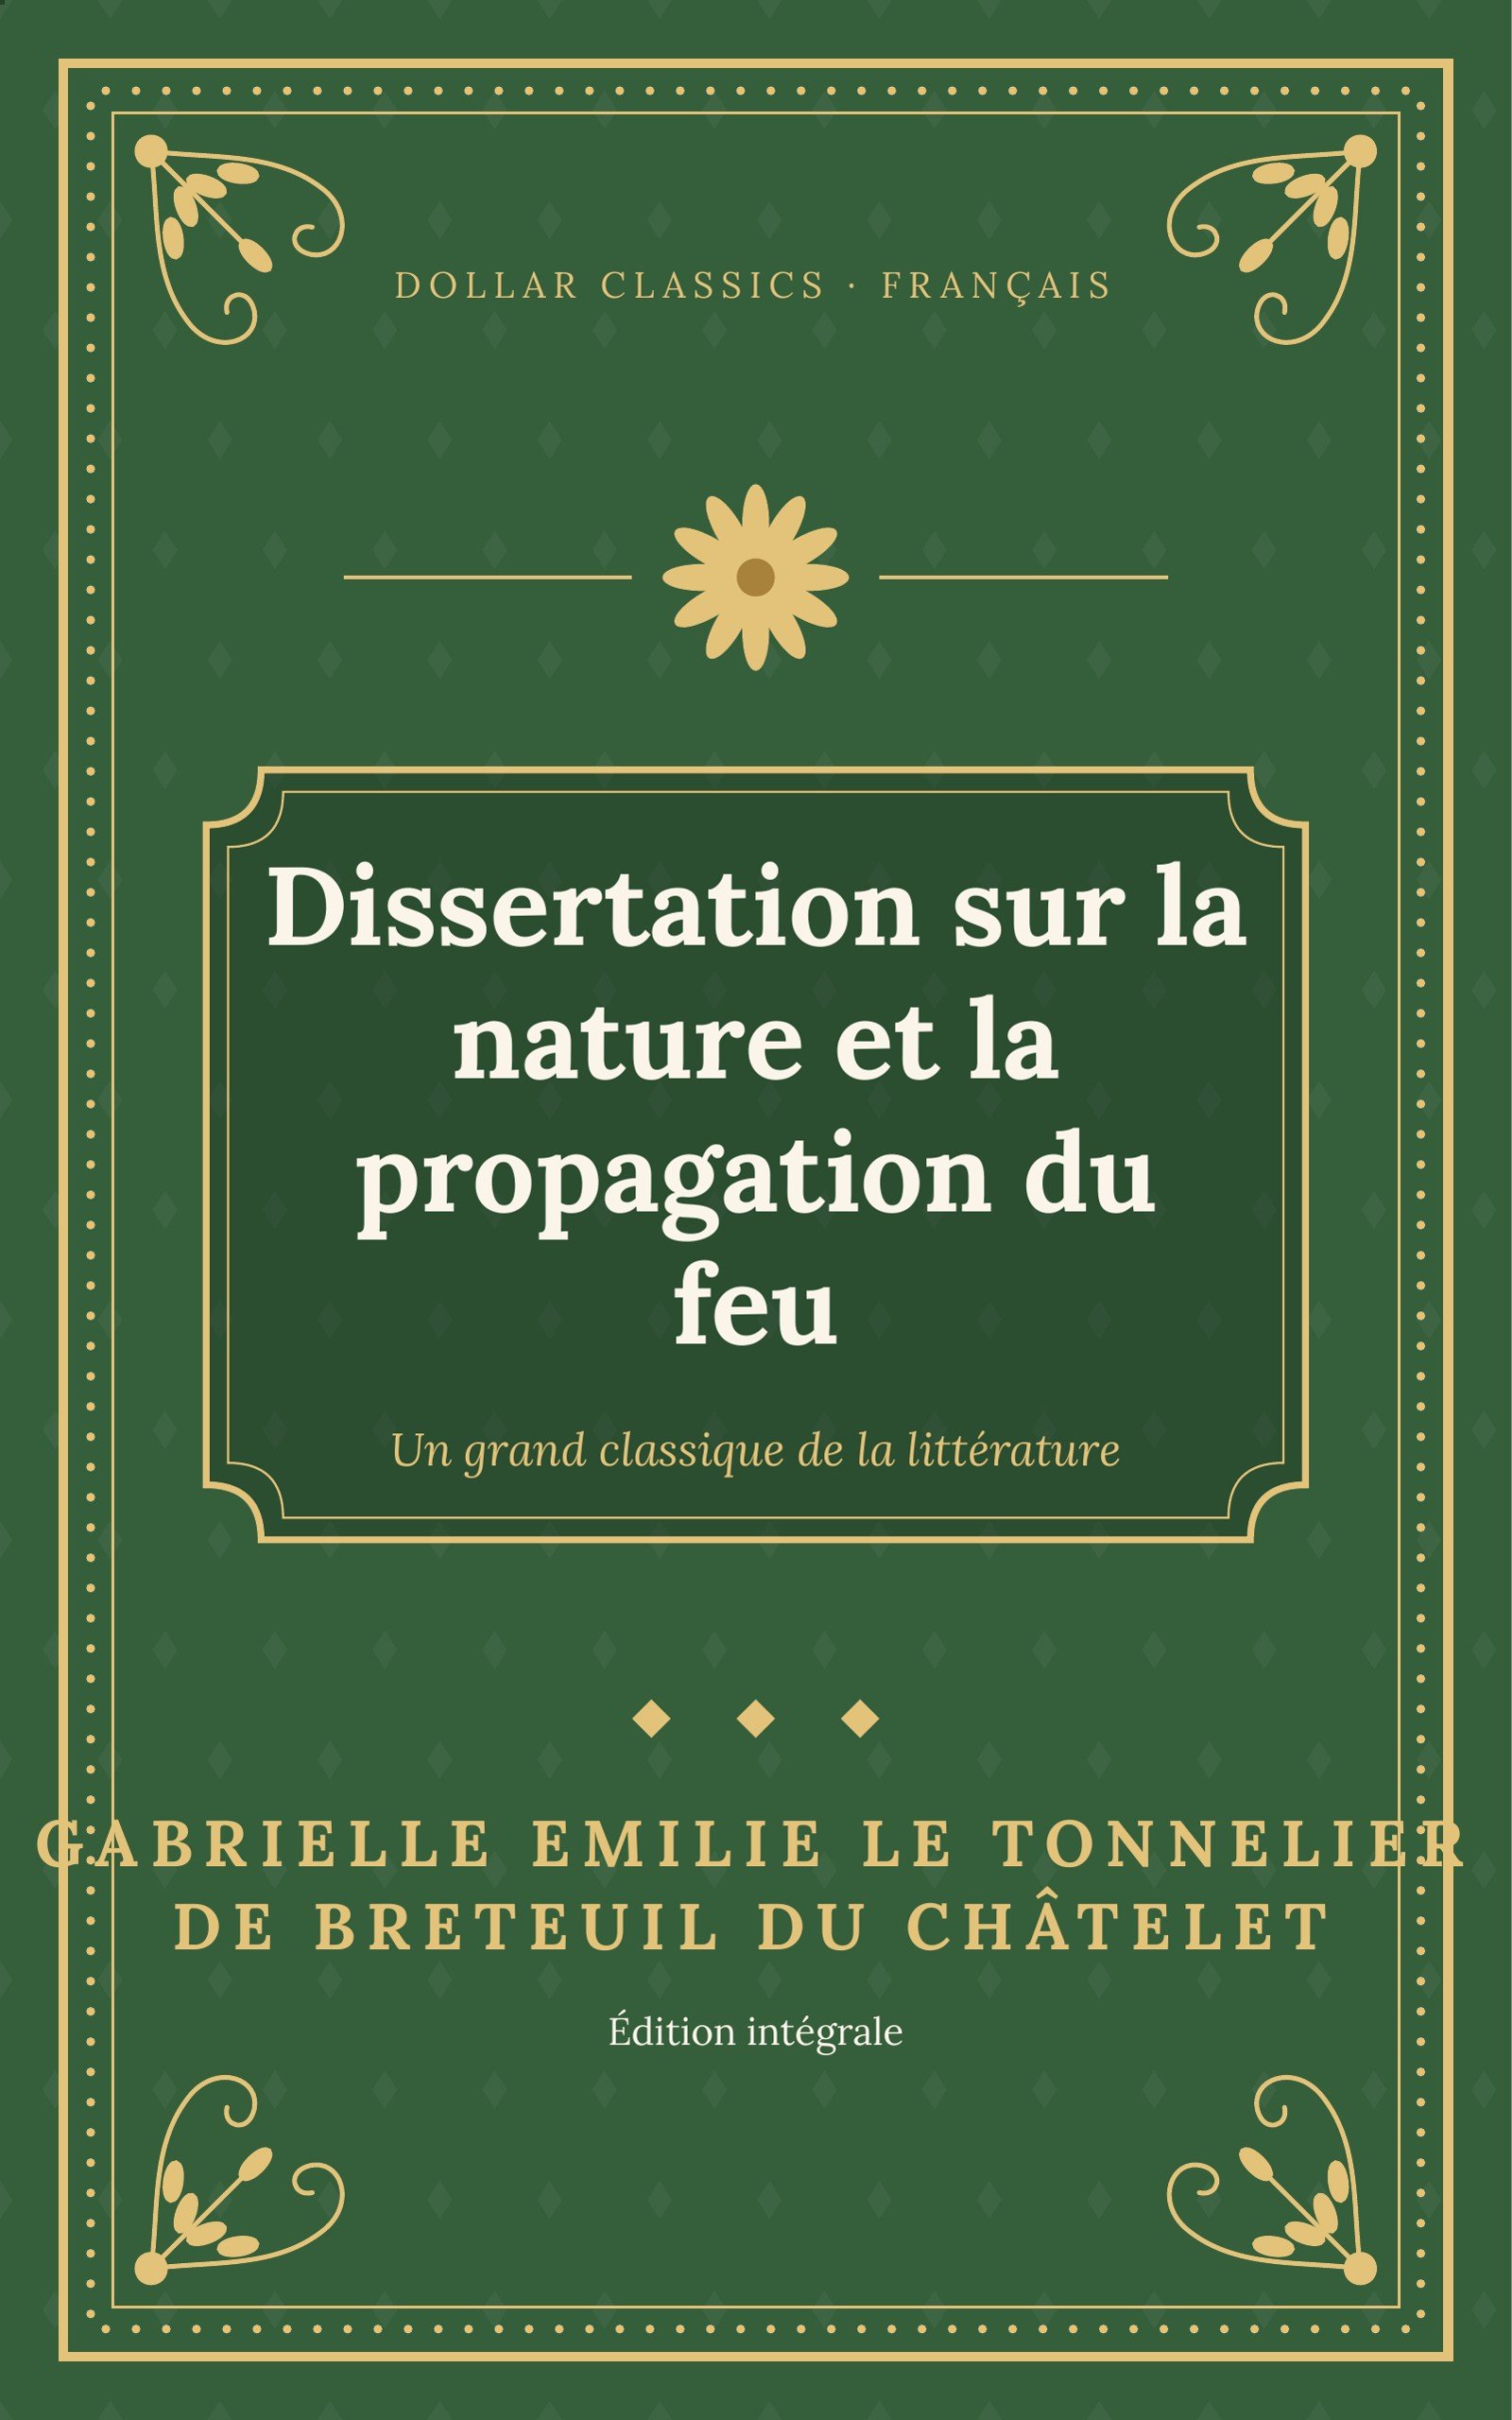 DOLLAR CLASSICS · FRANÇAIS
Dissertation sur la
nature et la
propagation du
feu
Un grand classique de la littérature
GABRIELLE EMILIE LE TONNELIER
DE BRETEUIL DU CHÂTELET
Édition intégrale